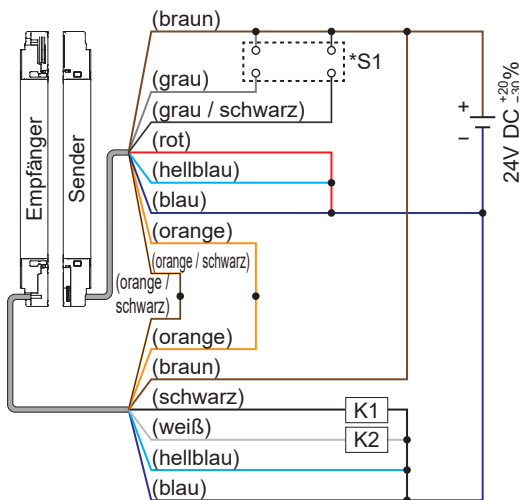 (braun)
*S1
(grau)
(grau / schwarz)
(rot)
(hellblau)
(blau)
(orange)
(orange / schwarz)
(orange /
schwarz)
(orange)
(braun)
(schwarz)
(weiß)
(hellblau)
(blau)
Empfänger
Sender
+
−
24V DC +20 −30%
K1
K2